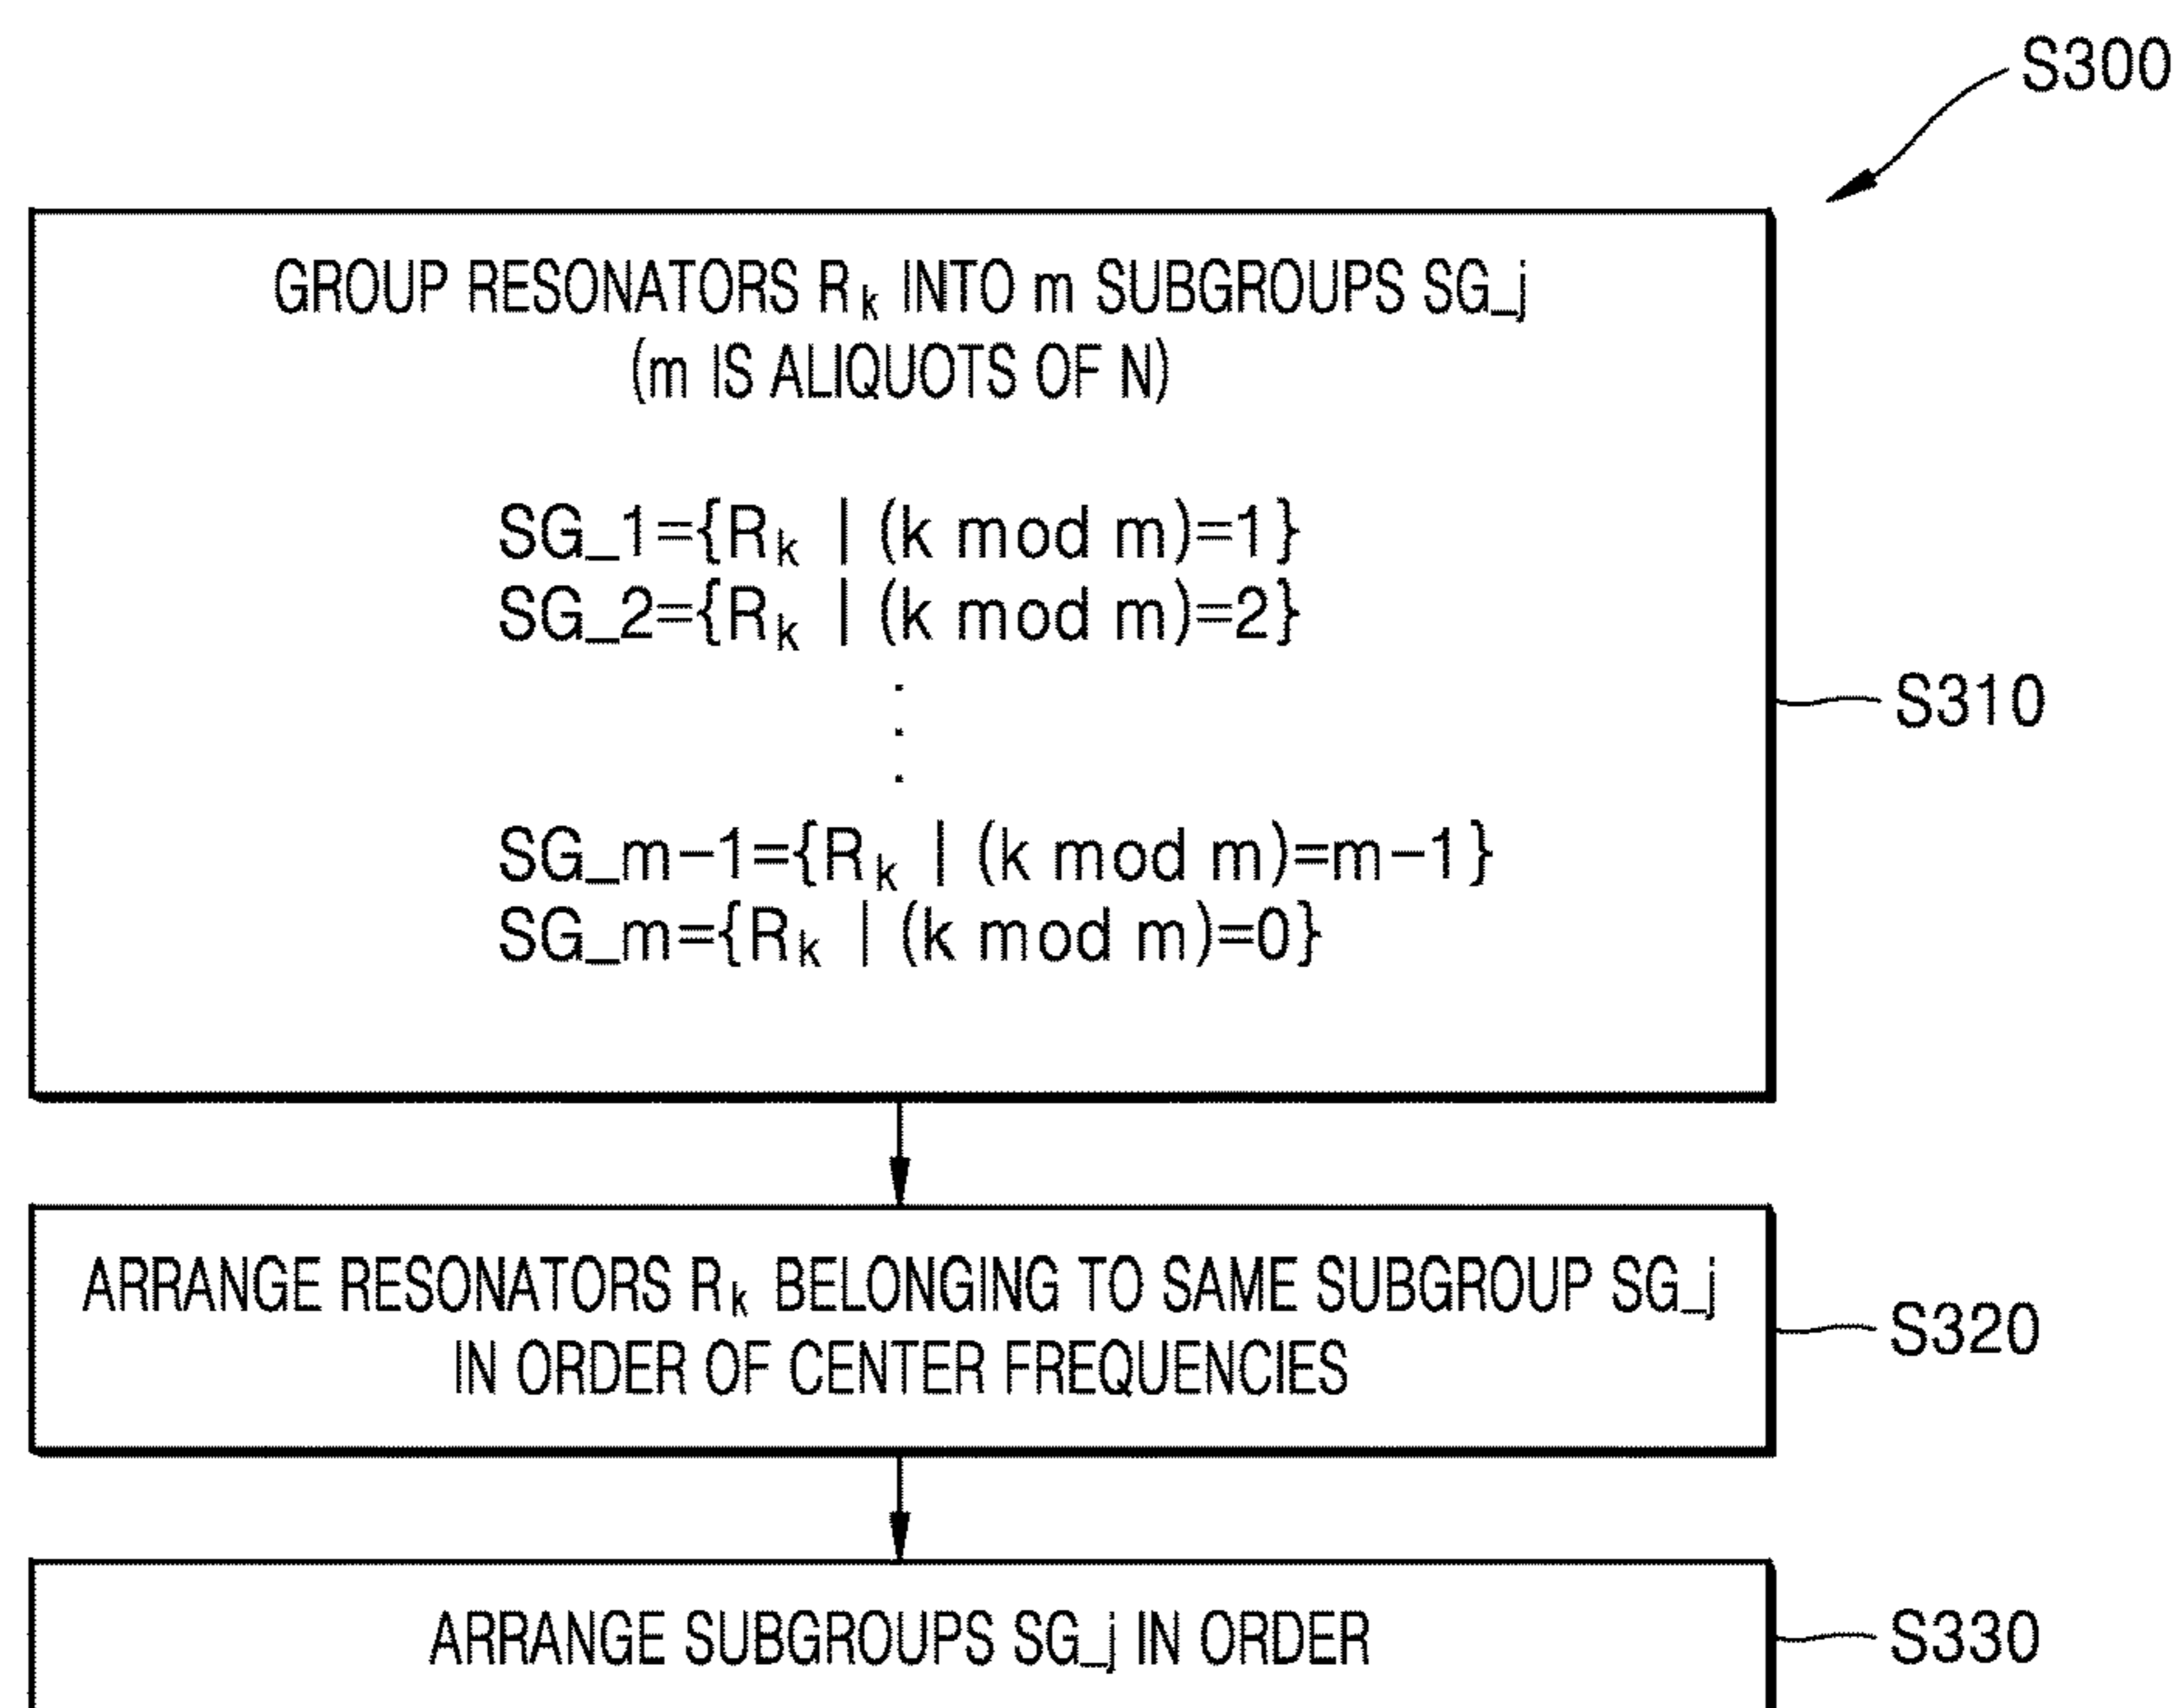 S300
GROUP RESONATORS Rk INTO m SUBGROUPS SG_j
(m IS ALIQUOTS OF N)
SG_1={Rk | (k mod m)=1}
SG_2={Rk | (k mod m)=2}
.
.
.
SG_m-1={Rk | (k mod m)=m-1}
SG_m={Rk | (k mod m)=0}
S310
ARRANGE RESONATORS Rk BELONGING TO SAME SUBGROUP SG_j
IN ORDER OF CENTER FREQUENCIES
S320
ARRANGE SUBGROUPS SG_j IN ORDER
S330